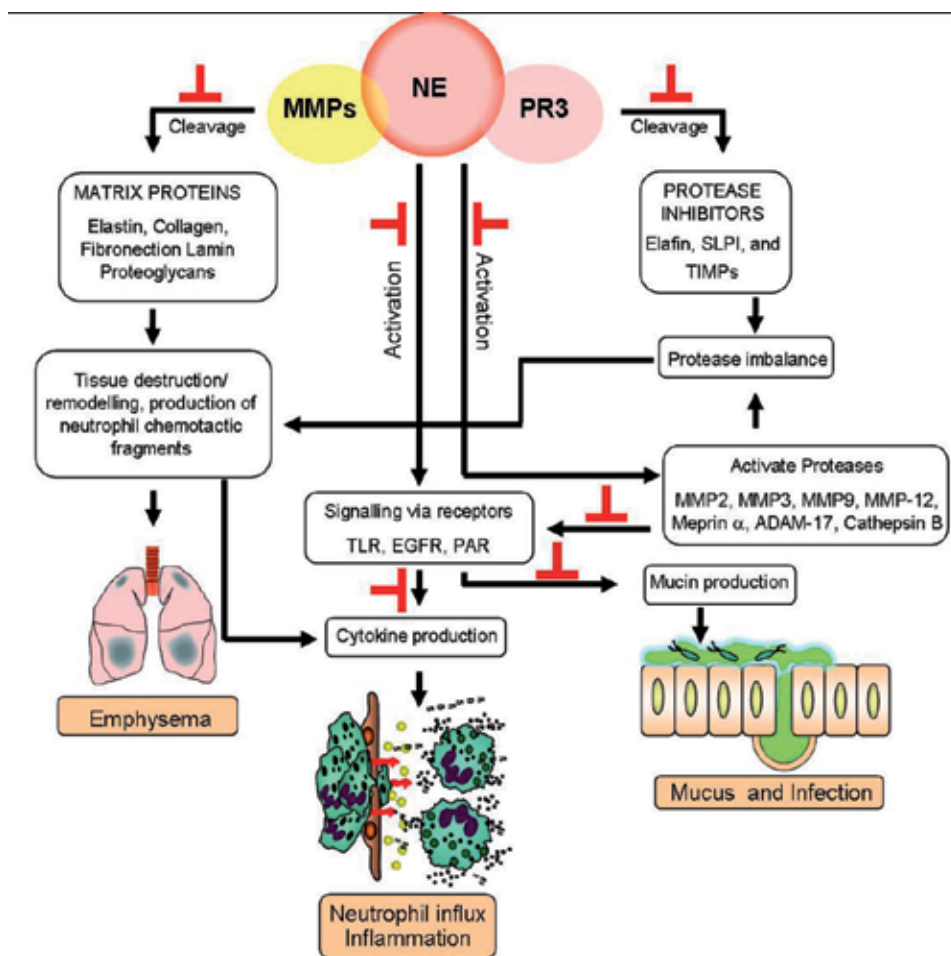 NE
MMPs
PR3
Cleavage
Cleavage
MATRIX PROTEINS
Elastin, Collagen,
Fibronection Lamin
Proteoglycans
PROTEASE
INHIBITORS
Elafin, SLPI, and
TIMPs
Activation
Activation
Protease imbalance
Tissue destruction/
remodelling, production of
neutrophil chemotactic
fragments
Activate Proteases
MMP2, MMP3, MMP9, MMP-12,
Meprin α, ADAM-17, Cathepsin B
Signalling via receptors
TLR, EGFR, PAR
Mucin production
Cytokine production
Emphysema
Mucus and Infection
Neutrophil influx
Inflammation